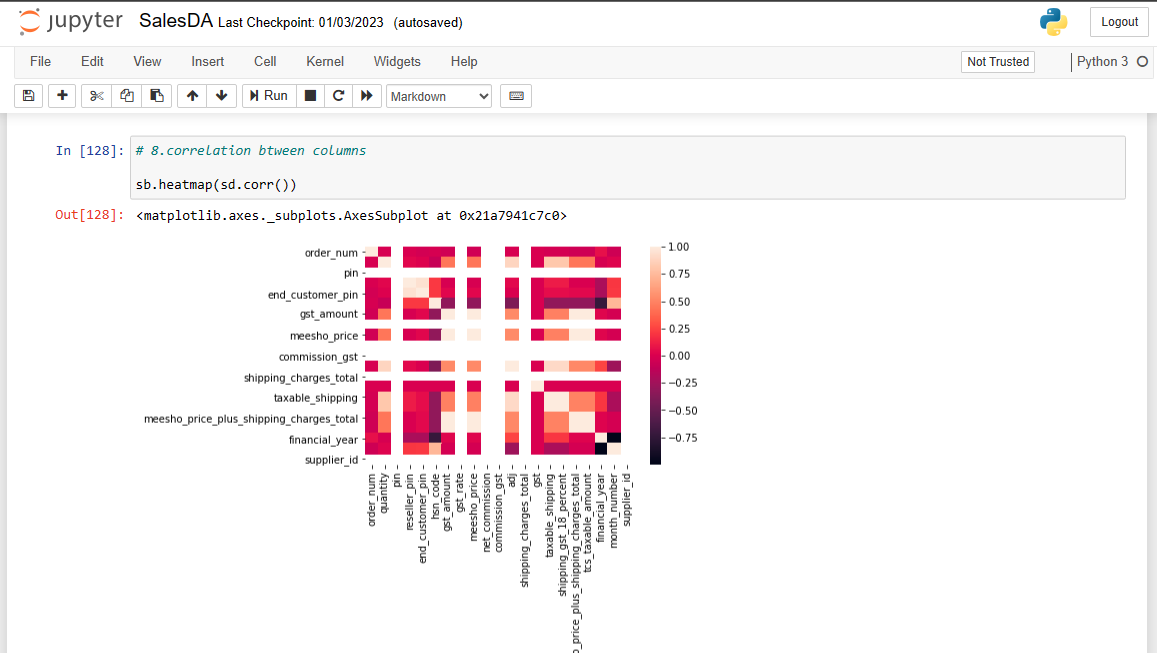 jupyter SalesDA Last Checkpoint: 01/03/2023 (autosaved)
Logout
File Edit View Insert Cell Kernel Widgets Help
Not Trusted
Python 3
Run
Markdown
In [128]: # 8.correlation btween columns
sb.heatmap(sd.corr())
Out[128]: <matplotlib.axes._subplots.AxesSubplot at 0x21a7941c7c0>
order_num
pin
end_customer_pin
gst_amount
meesho_price
commission_gst
shipping_charges_total
taxable_shipping
meesho_price_plus_shipping_charges_total
financial_year
supplier_id
1.00
0.75
0.50
0.25
0.00
−0.25
−0.50
−0.75
order_num
quantity
pin
reseller_pin
end_customer_pin
hsn_code
gst_amount
gst_rate
meesho_price
net_commission
commission_gst
adj
shipping_charges_total
gst
taxable_shipping
shipping_gst_18_percent
o_price_plus_shipping_charges_total
tcs_taxable_amount
financial_year
month_number
supplier_id